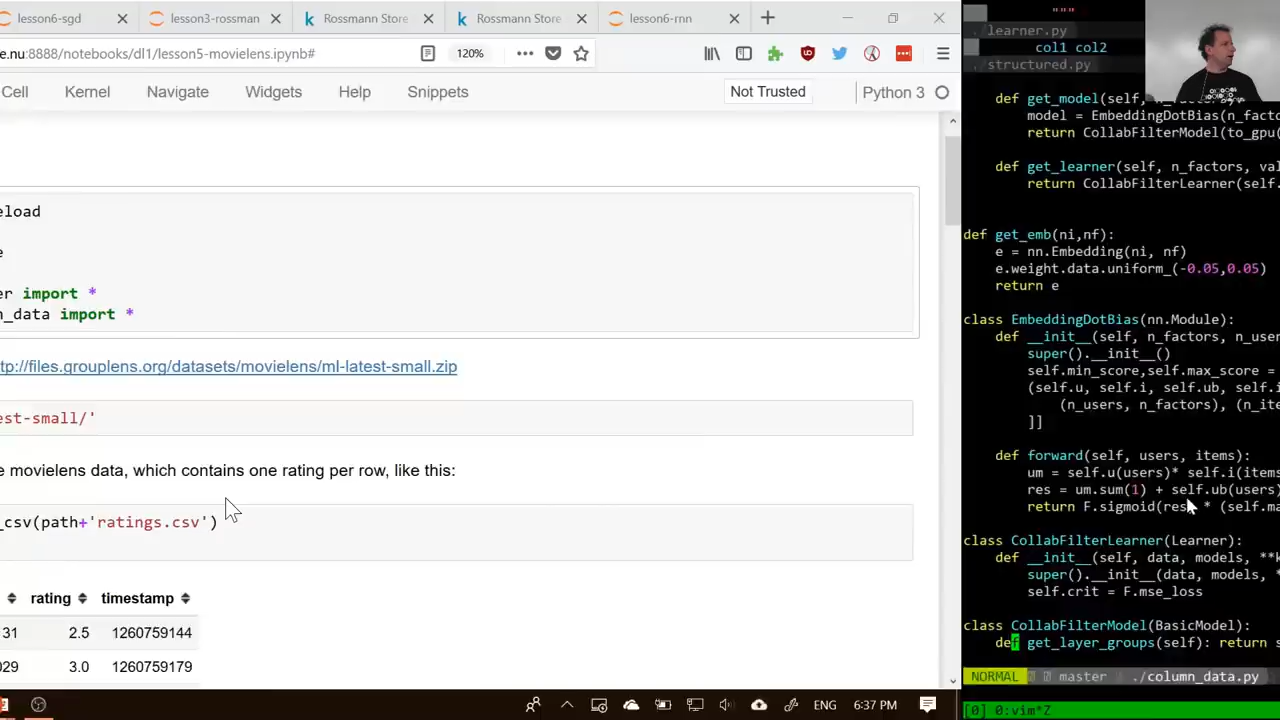 lesson6-sgd
lesson3-rossman
Rossmann Store
Rossmann Store
lesson6-rnn
e.nu:8888/notebooks/dl1/lesson5-movielens.ipynb#
120%
Cell
Kernel
Navigate
Widgets
Help
Snippets
Not Trusted
Python 3
eload
e
er import *
n_data import *
tp://files.grouplens.org/datasets/movielens/ml-latest-small.zip
est-small/'
e movielens data, which contains one rating per row, like this:
_csv(path+'ratings.csv')
rating
timestamp
31
2.5
1260759144
029
3.0
1260759179
ENG
6:37 PM
"""
./learner.py
col1 col2
./structured.py
def get_model(self, n_factors,
model = EmbeddingDotBias(n_facto
return CollabFilterModel(to_gpu(
def get_learner(self, n_factors, val
return CollabFilterLearner(self.
def get_emb(ni,nf):
e = nn.Embedding(ni, nf)
e.weight.data.uniform_(-0.05,0.05)
return e
class EmbeddingDotBias(nn.Module):
def __init__(self, n_factors, n_user
super().__init__()
self.min_score,self.max_score =
(self.u, self.i, self.ub, self.i
(n_users, n_factors), (n_ite
]]
def forward(self, users, items):
um = self.u(users)* self.i(items
res = um.sum(1) + self.ub(users)
return F.sigmoid(res) * (self.ma
class CollabFilterLearner(Learner):
def __init__(self, data, models, **k
super().__init__(data, models, *
self.crit = F.mse_loss
class CollabFilterModel(BasicModel):
def get_layer_groups(self): return s
NORMAL
master
./column_data.py
[0] 0:vim*Z